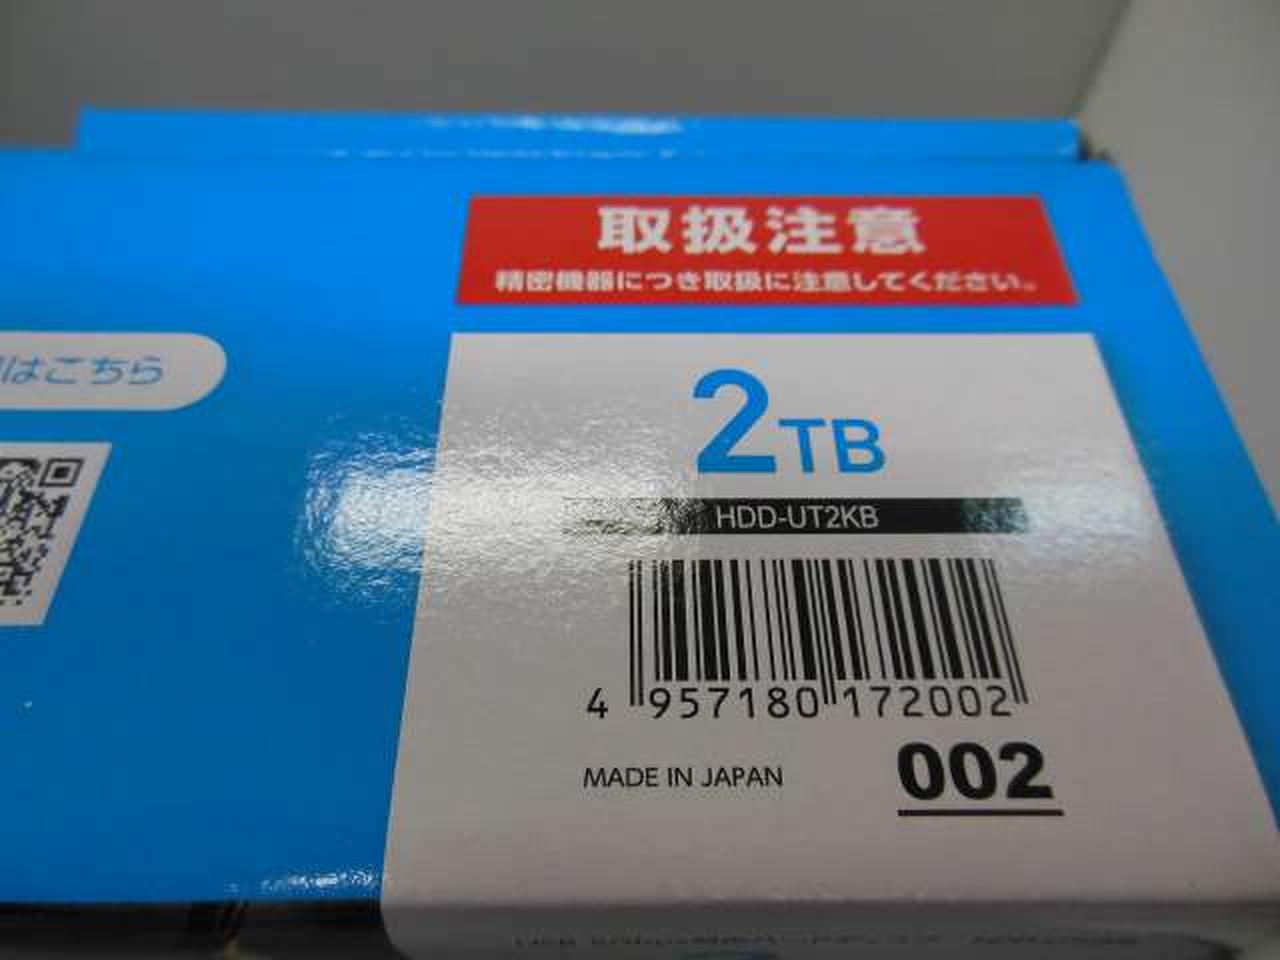 取扱注意
精密機器につき取扱に注意してください。
はこちら
2TB
HDD-UT2KB
4 957180 172002
MADE IN JAPAN
002